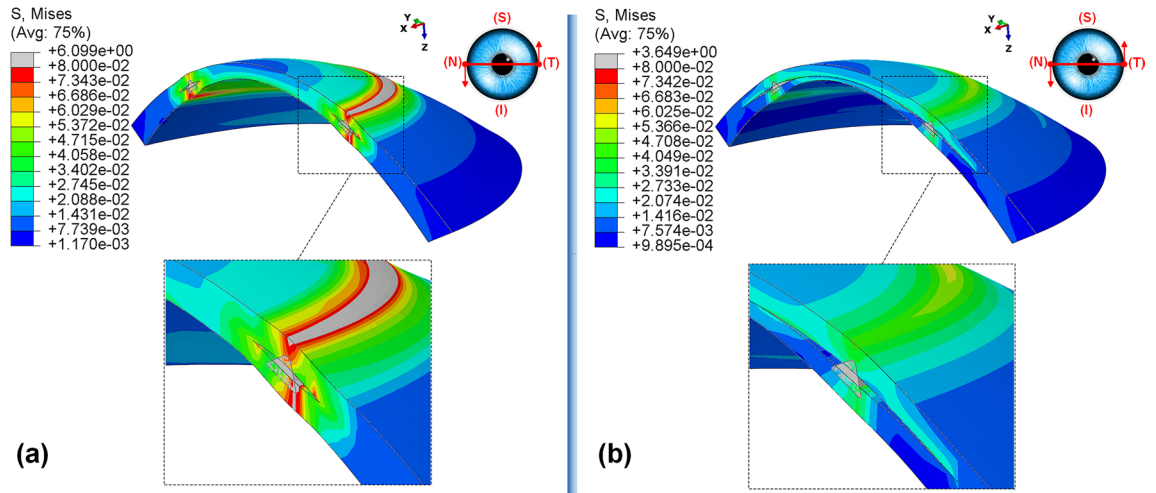 S, Mises
(Avg: 75%)
+6.099e+00
+8.000e-02
+7.343e-02
+6.686e-02
+6.029e-02
+5.372e-02
+4.715e-02
+4.058e-02
+3.402e-02
+2.745e-02
+2.088e-02
+1.431e-02
+7.739e-03
+1.170e-03
Y
X
Z
(S)
(N)
(T)
(I)
(a)
S, Mises
(Avg: 75%)
+3.649e+00
+8.000e-02
+7.342e-02
+6.683e-02
+6.025e-02
+5.366e-02
+4.708e-02
+4.049e-02
+3.391e-02
+2.733e-02
+2.074e-02
+1.416e-02
+7.574e-03
+9.895e-04
Y
X
Z
(S)
(N)
(T)
(I)
(b)